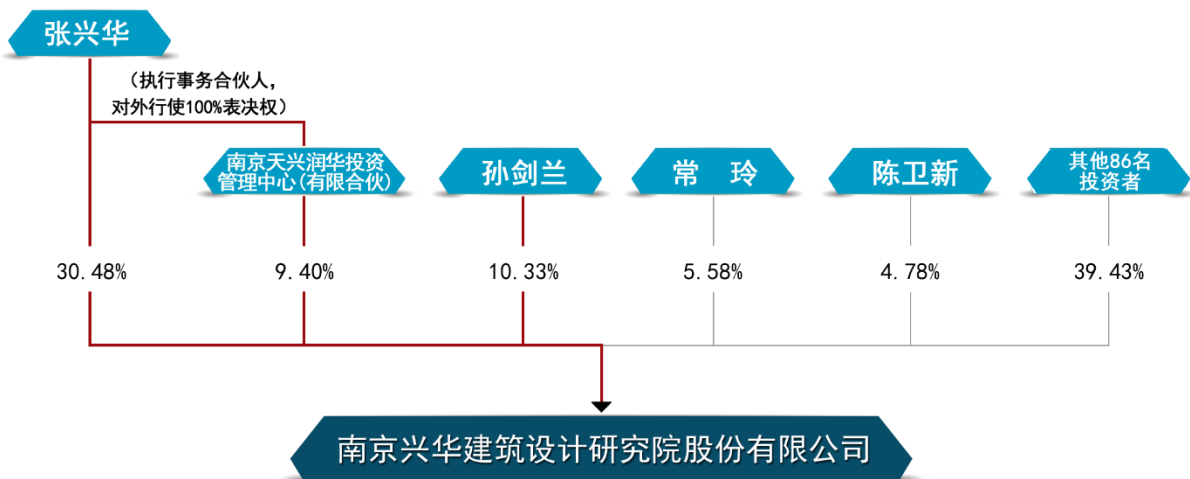 张兴华
（执行事务合伙人，
对外行使100%表决权）
南京天兴润华投资
管理中心(有限合伙)
孙剑兰
常 玲
陈卫新
其他86名
投资者
30.48%
9.40%
10.33%
5.58%
4.78%
39.43%
南京兴华建筑设计研究院股份有限公司